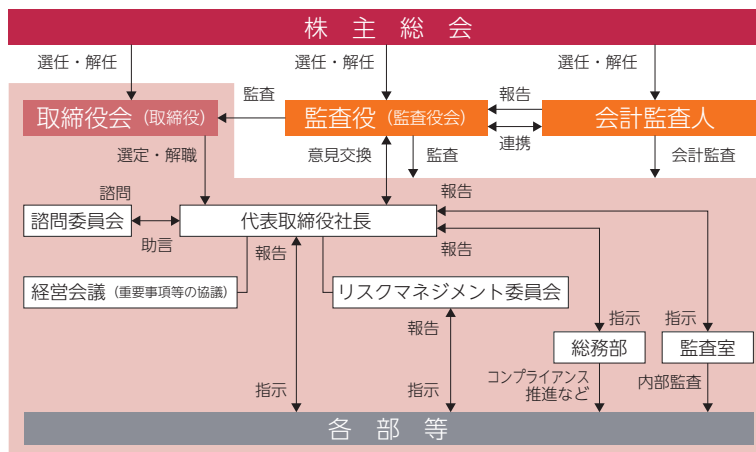 株主総会
選任・解任
選任・解任
選任・解任
取締役会（取締役）
監査
監査役（監査役会）
報告
連携
会計監査人
選定・解職
意見交換
監査
会計監査
諮問
諮問委員会
助言
代表取締役社長
報告
報告
報告
経営会議（重要事項等の協議）
リスクマネジメント委員会
報告
指示
指示
総務部
監査室
指示
指示
コンプライアンス
推進など
内部監査
各部等